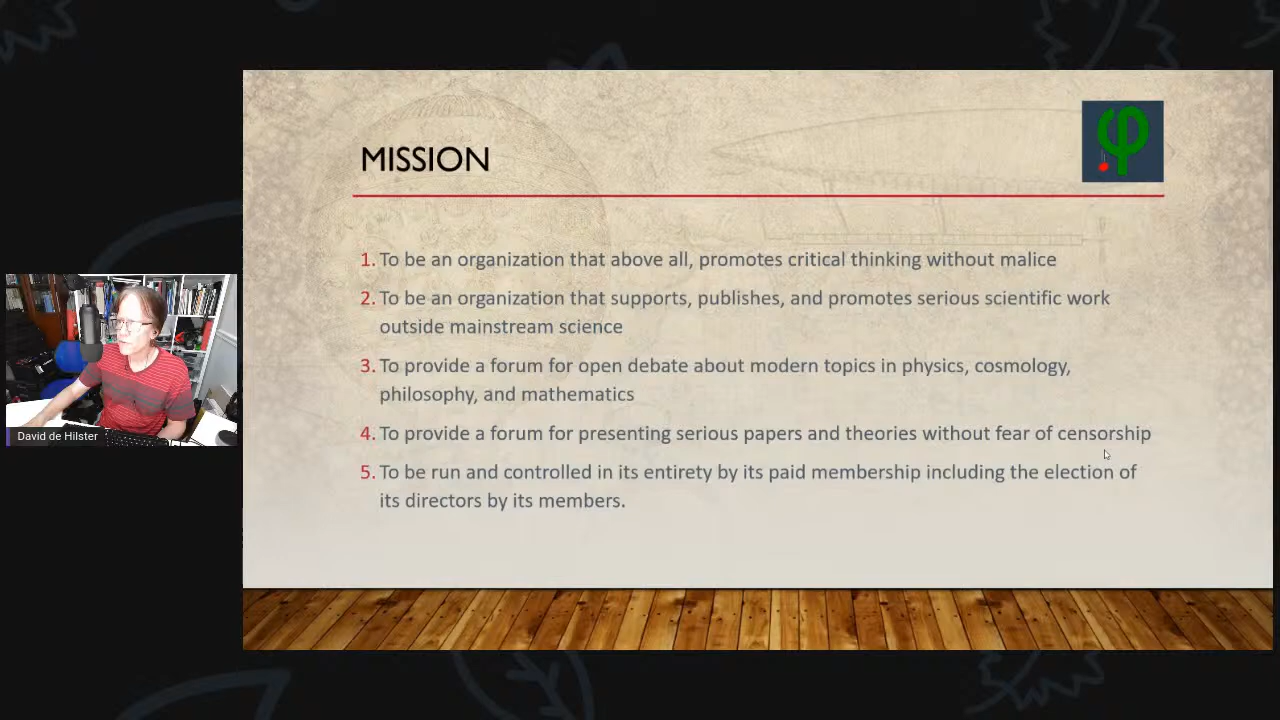 MISSION
1. To be an organization that above all, promotes critical thinking without malice
2. To be an organization that supports, publishes, and promotes serious scientific work
outside mainstream science
3. To provide a forum for open debate about modern topics in physics, cosmology,
philosophy, and mathematics
4. To provide a forum for presenting serious papers and theories without fear of censorship
5. To be run and controlled in its entirety by its paid membership including the election of
its directors by its members.
David de Hilster